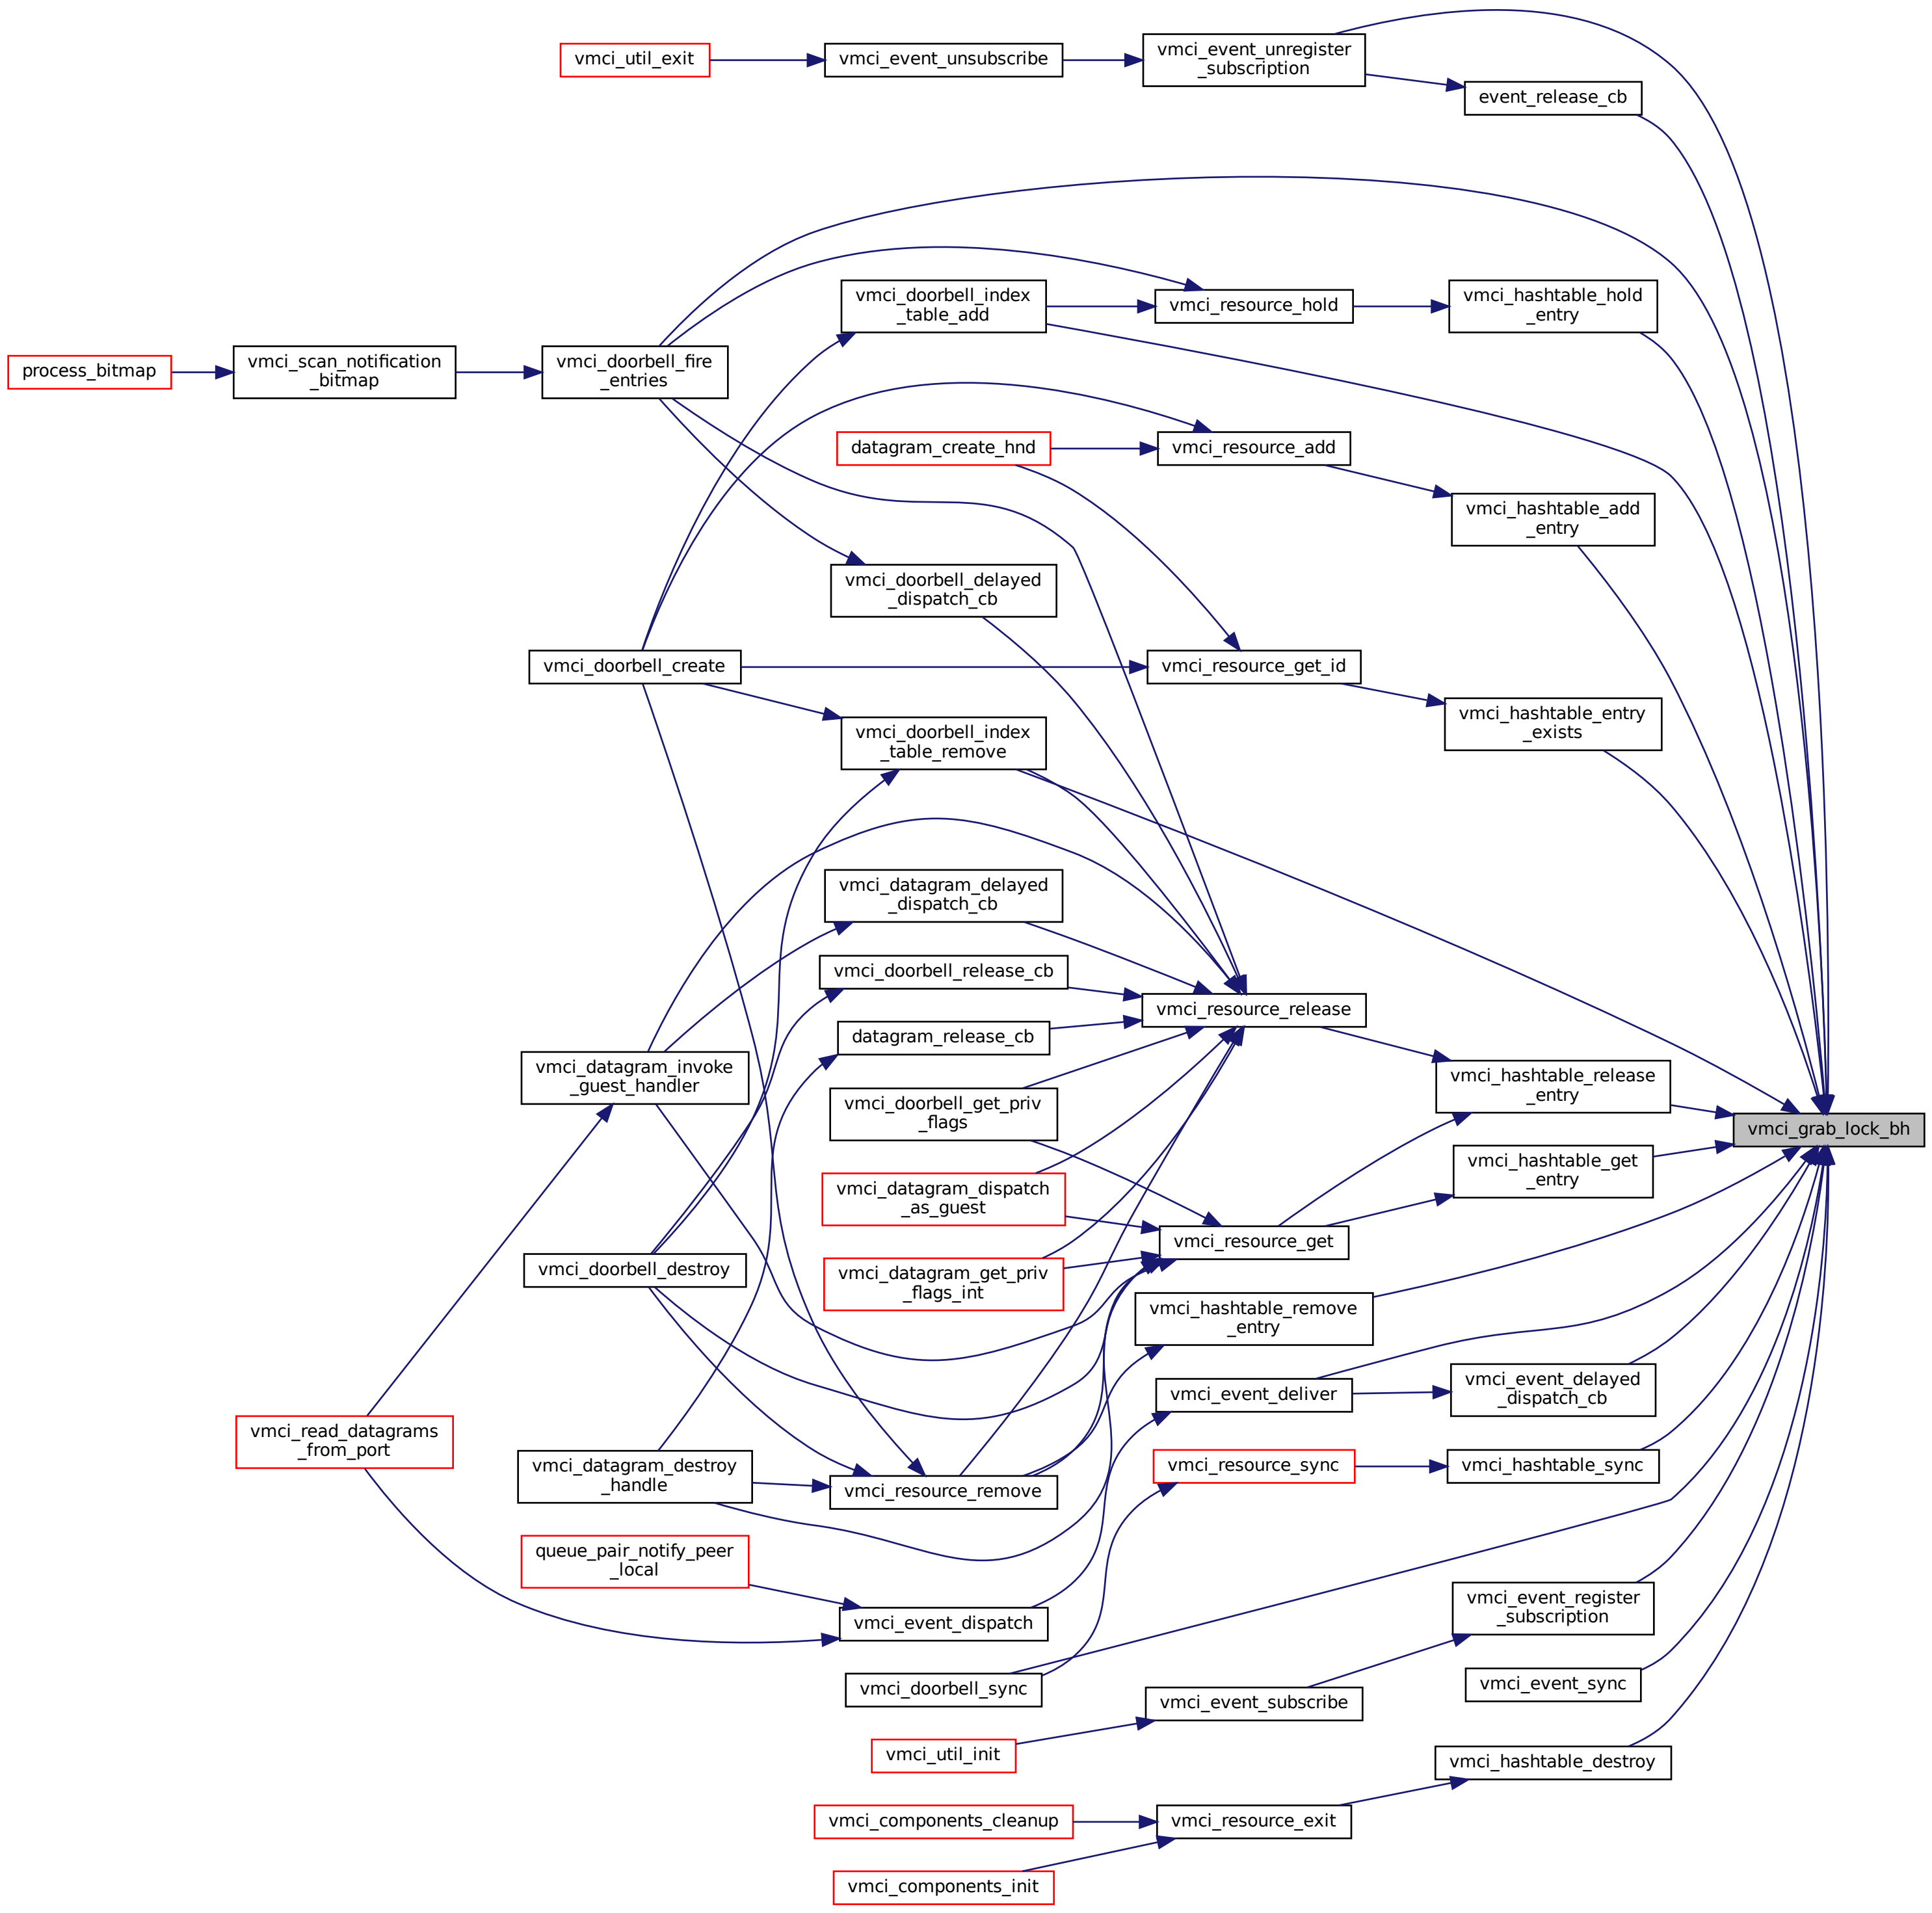 vmci_util_exit
vmci_event_unsubscribe
vmci_event_unregister
_subscription
event_release_cb
vmci_doorbell_index
_table_add
vmci_resource_hold
vmci_hashtable_hold
_entry
process_bitmap
vmci_scan_notification
_bitmap
vmci_doorbell_fire
_entries
datagram_create_hnd
vmci_resource_add
vmci_hashtable_add
_entry
vmci_doorbell_delayed
_dispatch_cb
vmci_doorbell_create
vmci_resource_get_id
vmci_hashtable_entry
_exists
vmci_doorbell_index
_table_remove
vmci_datagram_delayed
_dispatch_cb
vmci_doorbell_release_cb
vmci_resource_release
datagram_release_cb
vmci_datagram_invoke
_guest_handler
vmci_hashtable_release
_entry
vmci_doorbell_get_priv
_flags
vmci_grab_lock_bh
vmci_hashtable_get
_entry
vmci_datagram_dispatch
_as_guest
vmci_resource_get
vmci_doorbell_destroy
vmci_datagram_get_priv
_flags_int
vmci_hashtable_remove
_entry
vmci_event_deliver
vmci_event_delayed
_dispatch_cb
vmci_read_datagrams
_from_port
vmci_datagram_destroy
_handle
vmci_resource_remove
vmci_resource_sync
vmci_hashtable_sync
queue_pair_notify_peer
_local
vmci_event_dispatch
vmci_event_register
_subscription
vmci_doorbell_sync
vmci_event_subscribe
vmci_event_sync
vmci_util_init
vmci_hashtable_destroy
vmci_components_cleanup
vmci_resource_exit
vmci_components_init